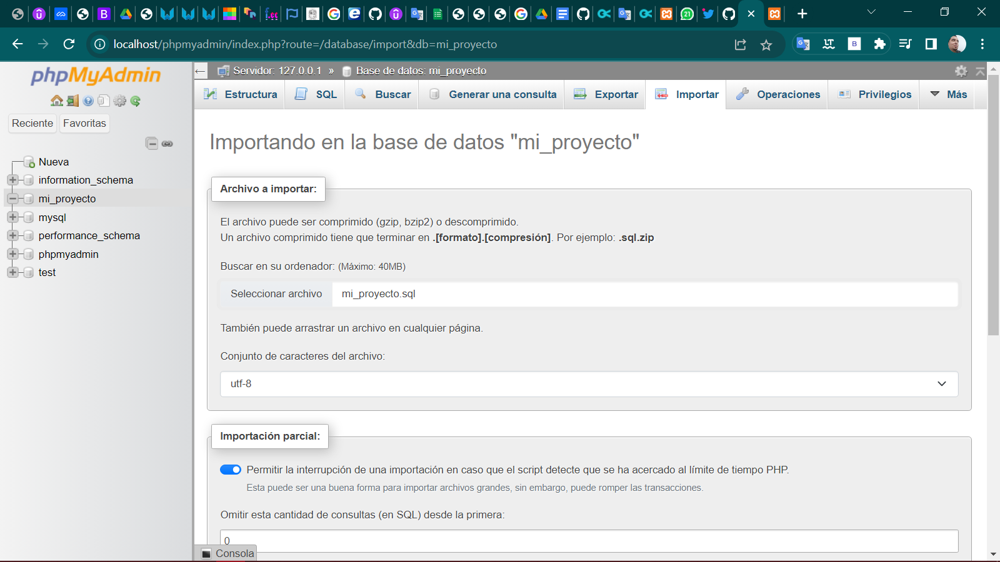 localhost/phpmyadmin/index.php?route=/database/import&db=mi_proyecto
phpMyAdmin
Reciente
Favoritas
Nueva
information_schema
mi_proyecto
mysql
performance_schema
phpmyadmin
test
Servidor: 127.0.0.1 » Base de datos: mi_proyecto
Estructura
SQL
Buscar
Generar una consulta
Exportar
Importar
Operaciones
Privilegios
Más
Importando en la base de datos "mi_proyecto"
Archivo a importar:
El archivo puede ser comprimido (gzip, bzip2) o descomprimido.
Un archivo comprimido tiene que terminar en .[formato].[compresión]. Por ejemplo: .sql.zip
Buscar en su ordenador: (Máximo: 40MB)
Seleccionar archivo mi_proyecto.sql
También puede arrastrar un archivo en cualquier página.
Conjunto de caracteres del archivo:
utf-8
Importación parcial:
Permitir la interrupción de una importación en caso que el script detecte que se ha acercado al límite de tiempo PHP.
Esta puede ser una buena forma para importar archivos grandes, sin embargo, puede romper las transacciones.
Omitir esta cantidad de consultas (en SQL) desde la primera:
0
Consola